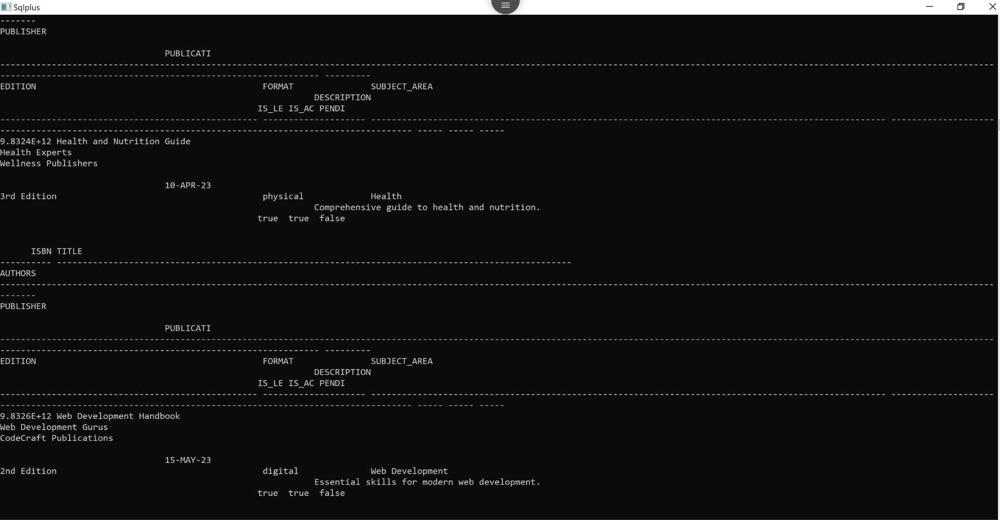 Sqlplus
-------
PUBLISHER
PUBLICATI
-------------------------------------------------------------------------------------------------------------------------------------------------------------------------------------------------
-------------------------------------------------------------- ---------
EDITION FORMAT SUBJECT_AREA
DESCRIPTION
IS_LE IS_AC PENDI
-------------------------------------------------- -------------------- ---------------------------------------------------------------------------------------------------- --------------------
-------------------------------------------------------------------------------- ----- ----- -----
9.8324E+12 Health and Nutrition Guide
Health Experts
Wellness Publishers
10-APR-23
3rd Edition physical Health
Comprehensive guide to health and nutrition.
true true false
ISBN TITLE
---------- ----------------------------------------------------------------------------------------------------
AUTHORS
-------------------------------------------------------------------------------------------------------------------------------------------------------------------------------------------------
-------
PUBLISHER
PUBLICATI
-------------------------------------------------------------------------------------------------------------------------------------------------------------------------------------------------
-------------------------------------------------------------- ---------
EDITION FORMAT SUBJECT_AREA
DESCRIPTION
IS_LE IS_AC PENDI
-------------------------------------------------- -------------------- ---------------------------------------------------------------------------------------------------- --------------------
-------------------------------------------------------------------------------- ----- ----- -----
9.8326E+12 Web Development Handbook
Web Development Gurus
CodeCraft Publications
15-MAY-23
2nd Edition digital Web Development
Essential skills for modern web development.
true true false